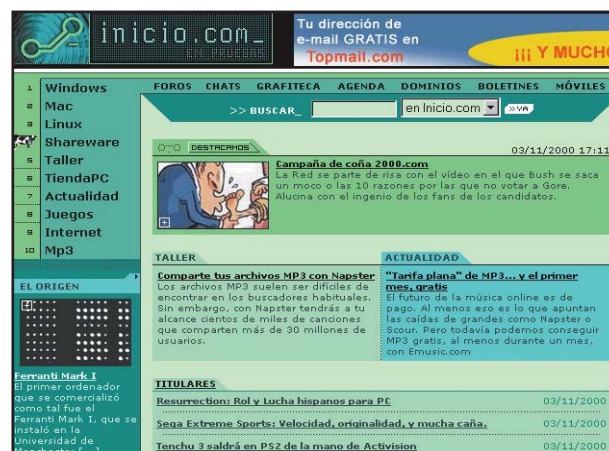 inicio.com_
EN PRUEBAS
Tu dirección de
e-mail GRATIS en
Topmail.com
¡¡¡ Y MUCHO
FOROS CHATS GRAFITECA AGENDA DOMINIOS BOLETINES MÓVILES
>> BUSCAR_ en Inicio.com >>VA
1 Windows
2 Mac
3 Linux
Shareware
5 Taller
6 TiendaPC
7 Actualidad
8 Juegos
9 Internet
10 Mp3
DESTACAMOS
03/11/2000 17:11
Campaña de coña 2000.com
La Red se parte de risa con el vídeo en el que Bush se saca
un moco o las 10 razones por las que no votar a Gore.
Alucina con el ingenio de los fans de los candidatos.
EL ORIGEN
Ferranti Mark I
El primer ordenador
que se comercializó
como tal fue el
Ferranti Mark I, que se
instaló en la
Universidad de
TALLER
Comparte tus archivos MP3 con Napster
Los archivos MP3 suelen ser difíciles de
encontrar en los buscadores habituales.
Sin embargo, con Napster tendrás a tu
alcance cientos de miles de canciones
que comparten más de 30 millones de
usuarios.
ACTUALIDAD
"Tarifa plana" de MP3... y el primer
mes, gratis
El futuro de la música online es de
pago. Al menos eso es lo que apuntan
las caídas de grandes como Napster o
Scour. Pero todavía podemos conseguir
MP3 gratis, al menos durante un mes,
con Emusic.com
TITULARES
Resurrection: Rol y Lucha hispanos para PC 03/11/2000
Sega Extreme Sports: Velocidad, originalidad, y mucha caña. 03/11/2000
Tenchu 3 saldrá en PS2 de la mano de Activision 03/11/2000